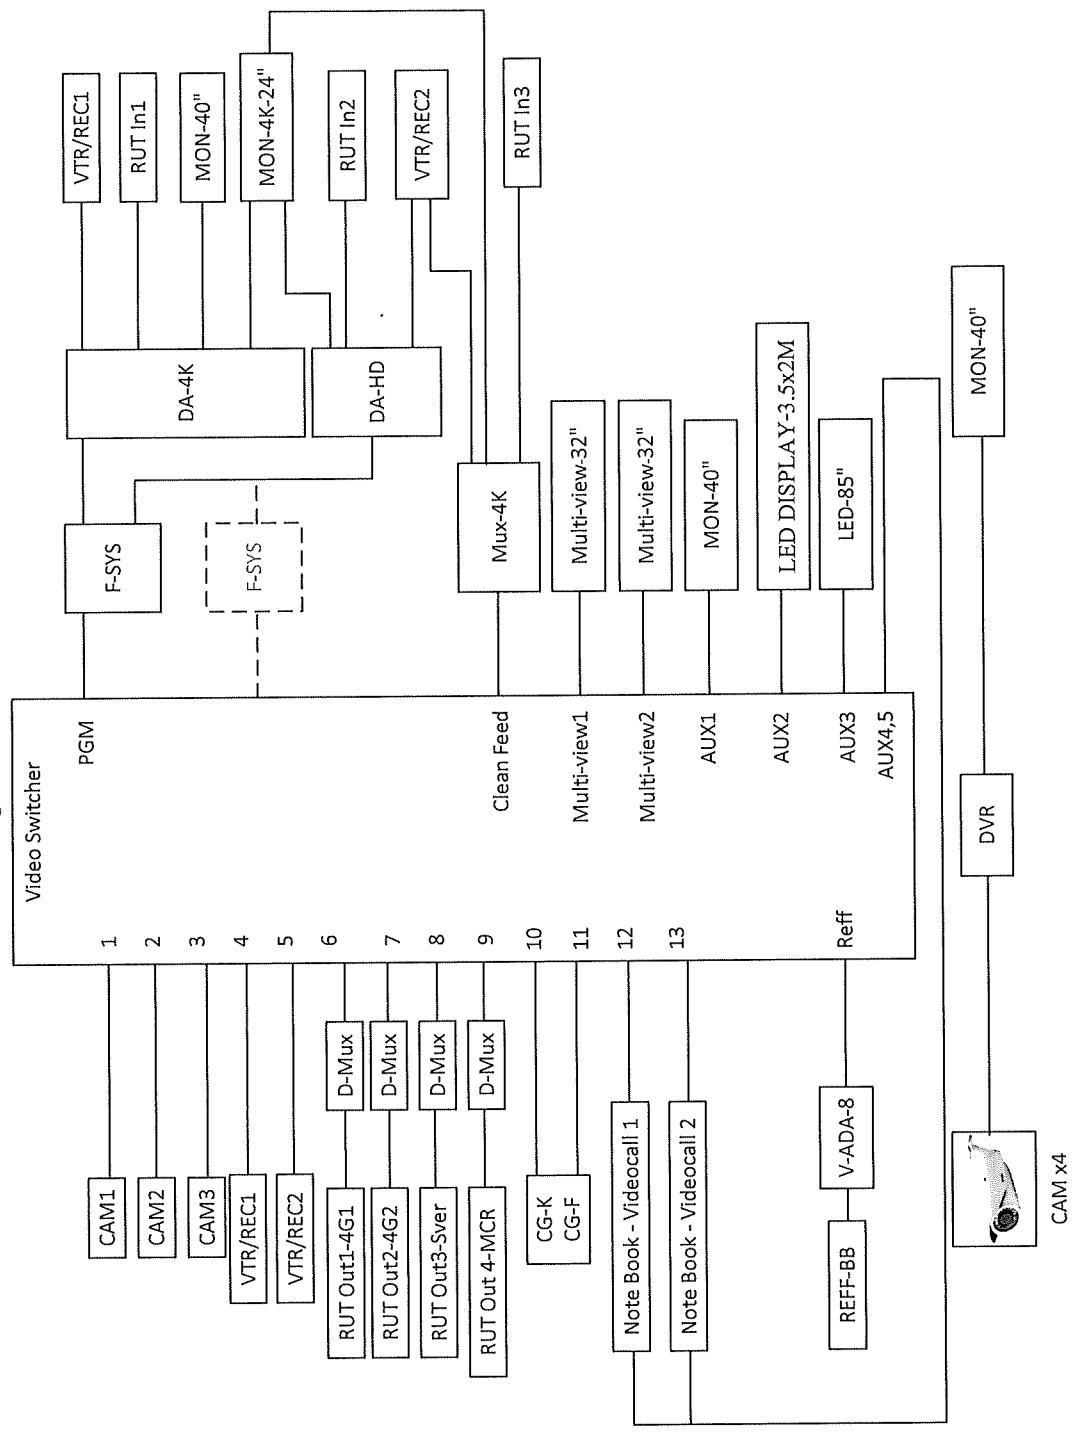 Video Switcher
1
2
3
4
5
6
7
8
9
10
11
12
13
Reff
PGM
Clean Feed
Multi-view1
Multi-view2
AUX1
AUX2
AUX3
AUX4,5
CAM1
CAM2
CAM3
VTR/REC1
VTR/REC2
RUT Out1-4G1
D-Mux
RUT Out2-4G2
D-Mux
RUT Out3-Sver
D-Mux
RUT Out 4-MCR
D-Mux
CG-K
CG-F
Note Book - Videocall 1
Note Book - Videocall 2
REFF-BB
V-ADA-8
F-SYS
F-SYS
DA-4K
DA-HD
VTR/REC1
RUT In1
MON-40"
MON-4K-24"
RUT In2
VTR/REC2
RUT In3
Mux-4K
Multi-view-32"
Multi-view-32"
MON-40"
LED DISPLAY-3.5x2M
LED-85"
CAM x4
DVR
MON-40"